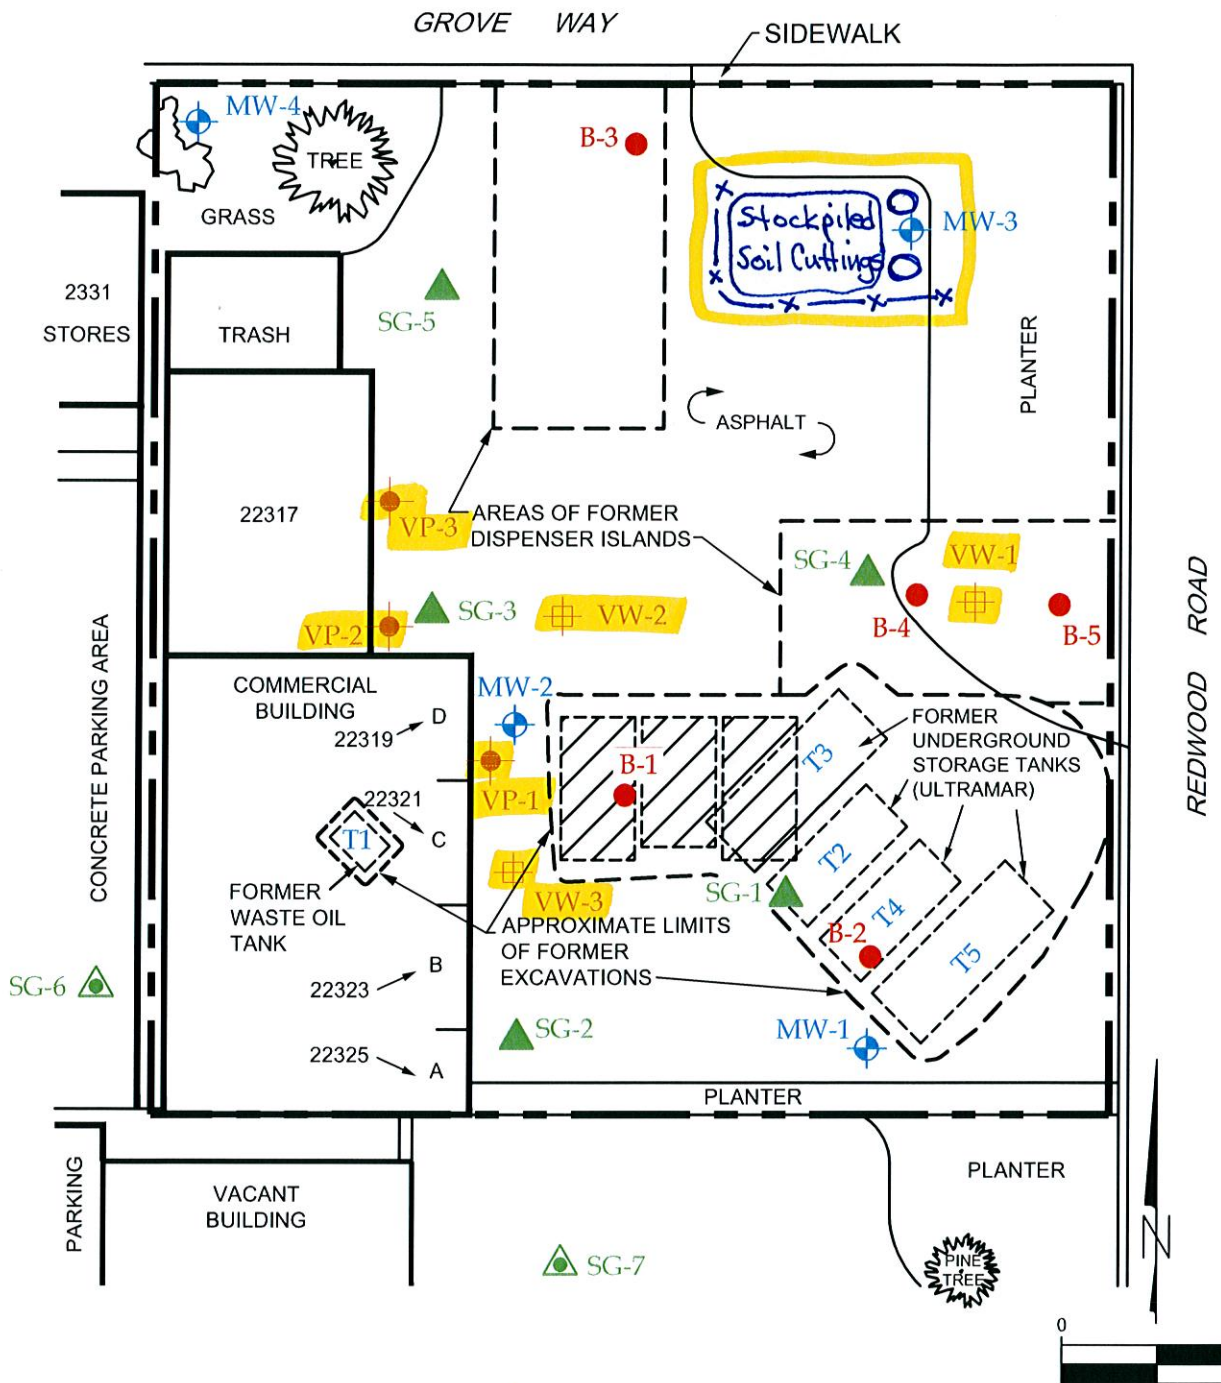 GROVE WAY
SIDEWALK
MW-4
B-3
TREE
Stockpiled
Soil Cuttings
MW-3
GRASS
2331
STORES
TRASH
SG-5
PLANTER
ASPHALT
22317
VP-3
AREAS OF FORMER
DISPENSER ISLANDS
SG-4
VW-1
B-4
B-5
SG-3
VW-2
VP-2
REDWOOD ROAD
CONCRETE PARKING AREA
COMMERCIAL
BUILDING
D
22319
MW-2
FORMER
UNDERGROUND
STORAGE TANKS
(ULTRAMAR)
T3
B-1
VP-1
22321
C
T1
T2
FORMER
WASTE OIL
TANK
VW-3
SG-1
T4
B-2
T5
APPROXIMATE LIMITS
OF FORMER
EXCAVATIONS
B
22323
SG-6
SG-2
MW-1
22325
A
PLANTER
PARKING
VACANT
BUILDING
PLANTER
SG-7
PINE
TREE
N
0